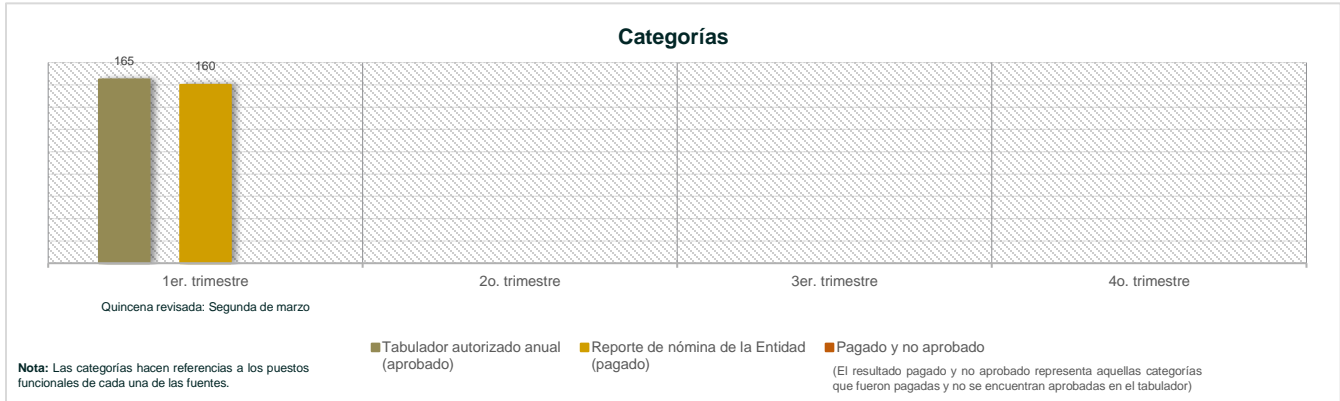 Categorías
165
160
1er. trimestre
2o. trimestre
3er. trimestre
4o. trimestre
Quincena revisada: Segunda de marzo
Tabulador autorizado anual
(aprobado)
Reporte de nómina de la Entidad
(pagado)
Pagado y no aprobado
(El resultado pagado y no aprobado representa aquellas categorías
que fueron pagadas y no se encuentran aprobadas en el tabulador)
Nota: Las categorías hacen referencias a los puestos
funcionales de cada una de las fuentes.